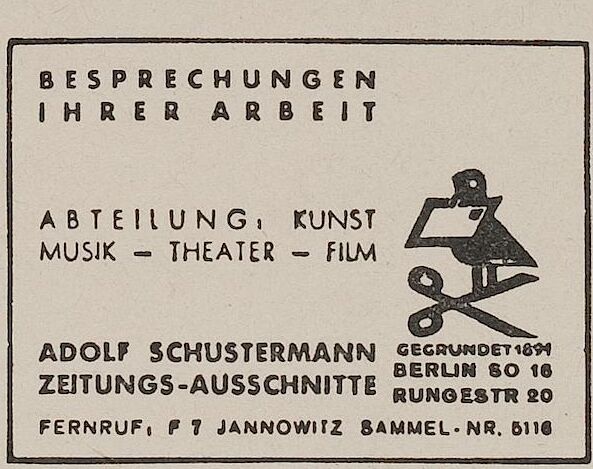 BESPRECHUNGEN
IHRER ARBEIT
ABTEILUNG: KUNST
MUSIK — THEATER — FILM
ADOLF SCHUSTERMANN
ZEITUNGS-AUSSCHNITTE
GEGRUNDET 1891
BERLIN SO 16
RUNGESTR 20
FERNRUF: F 7 JANNOWITZ SAMMEL-NR. 5116